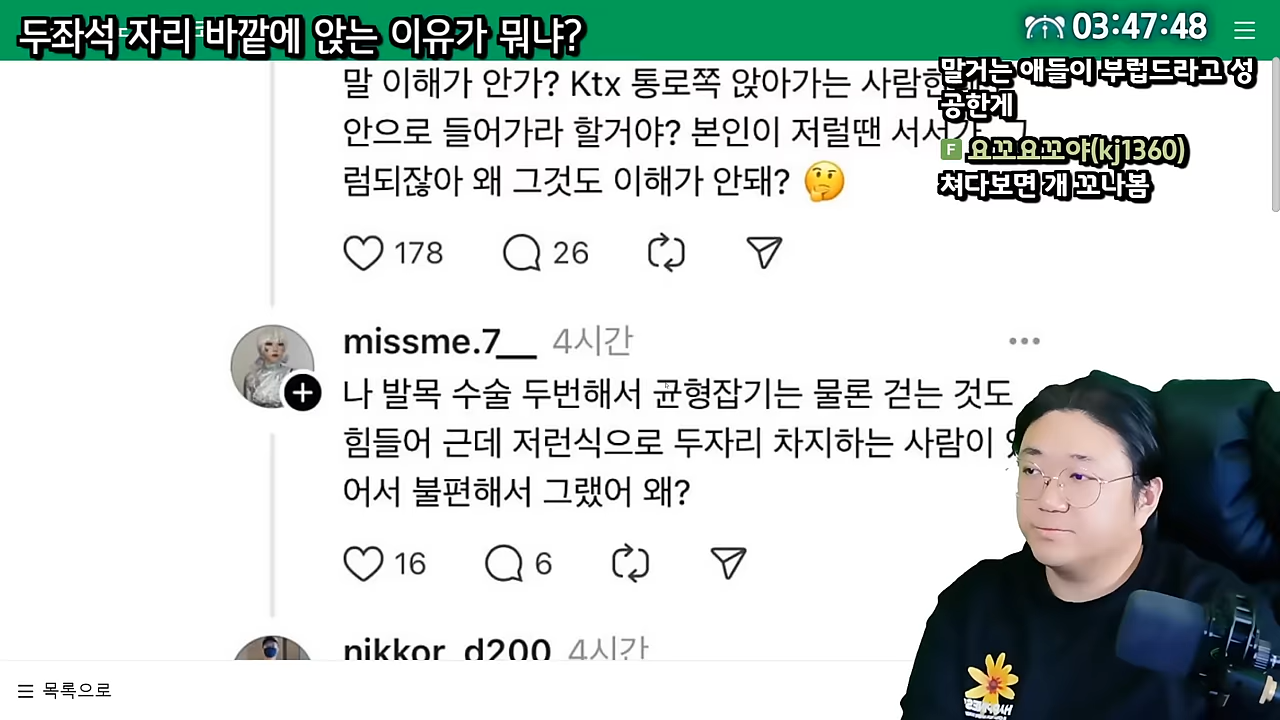 두좌석 자리 바깥에 앉는 이유가 뭐냐?
03:47:48
말거는 애들이 부럽드라고 성
공한게
F 요꼬요꼬야(kj1360)
쳐다보면 개 꼬나봄
말 이해가 안가? Ktx 통로쪽 앉아가는 사람한
안으로 들어가라 할거야? 본인이 저럴땐 서서가
럼되잖아 왜 그것도 이해가 안돼? 🤔
178 26
missme.7__ 4시간
나 발목 수술 두번해서 균형잡기는 물론 걷는 것도
힘들어 근데 저런식으로 두자리 차지하는 사람이
어서 불편해서 그랬어 왜?
16 6
nikkor_d200 4시간
목록으로